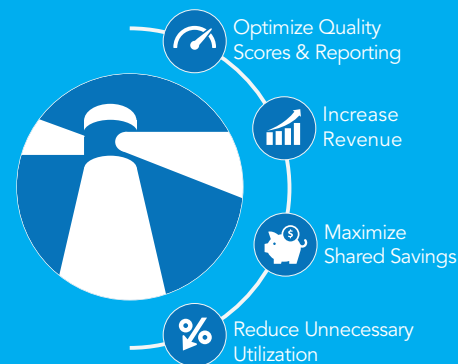 Optimize Quality
Scores & Reporting
Increase
Revenue
$
Maximize
Shared Savings
%
Reduce Unnecessary
Utilization